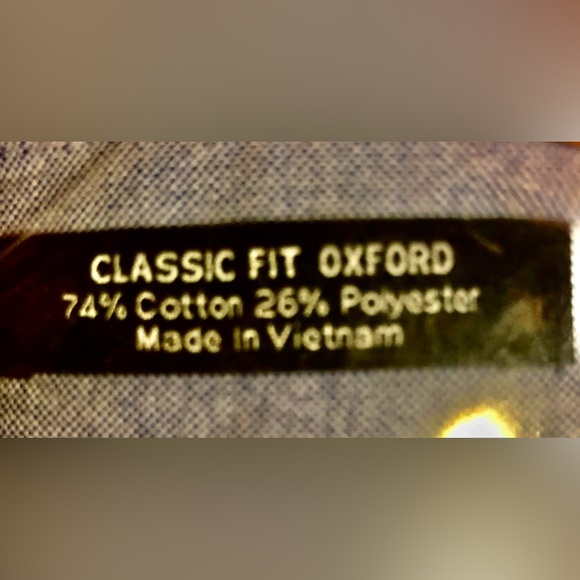 CLASSIC FIT OXFORD
74% Cotton 26% Polyester
Made in Vietnam